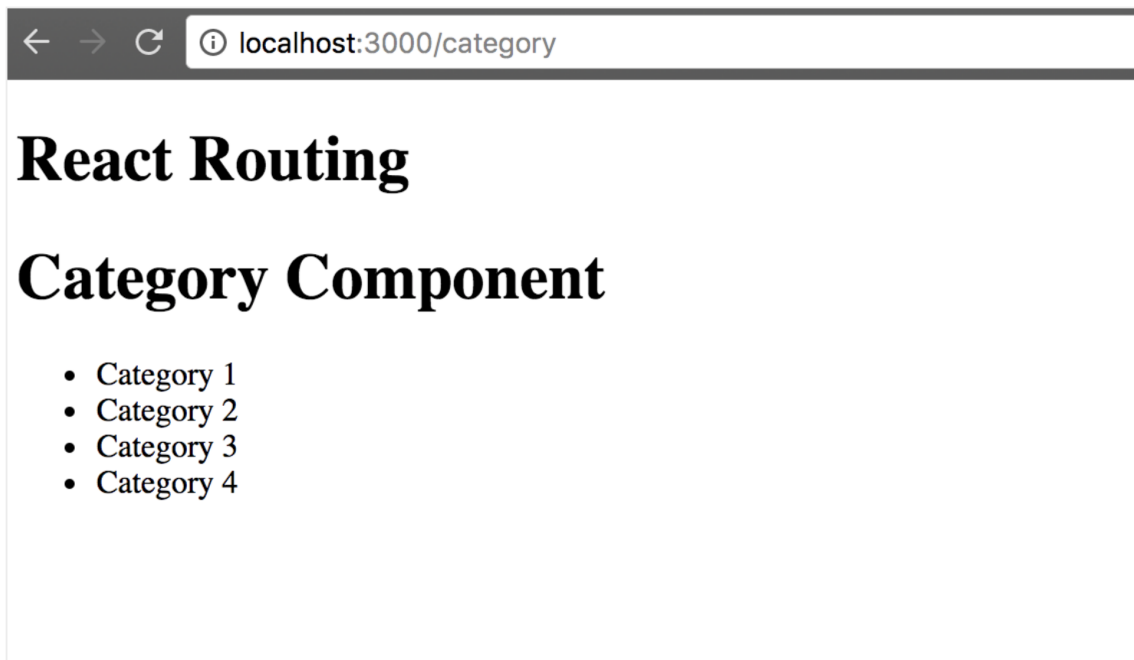 localhost:3000/category
React Routing
Category Component
Category 1
Category 2
Category 3
Category 4